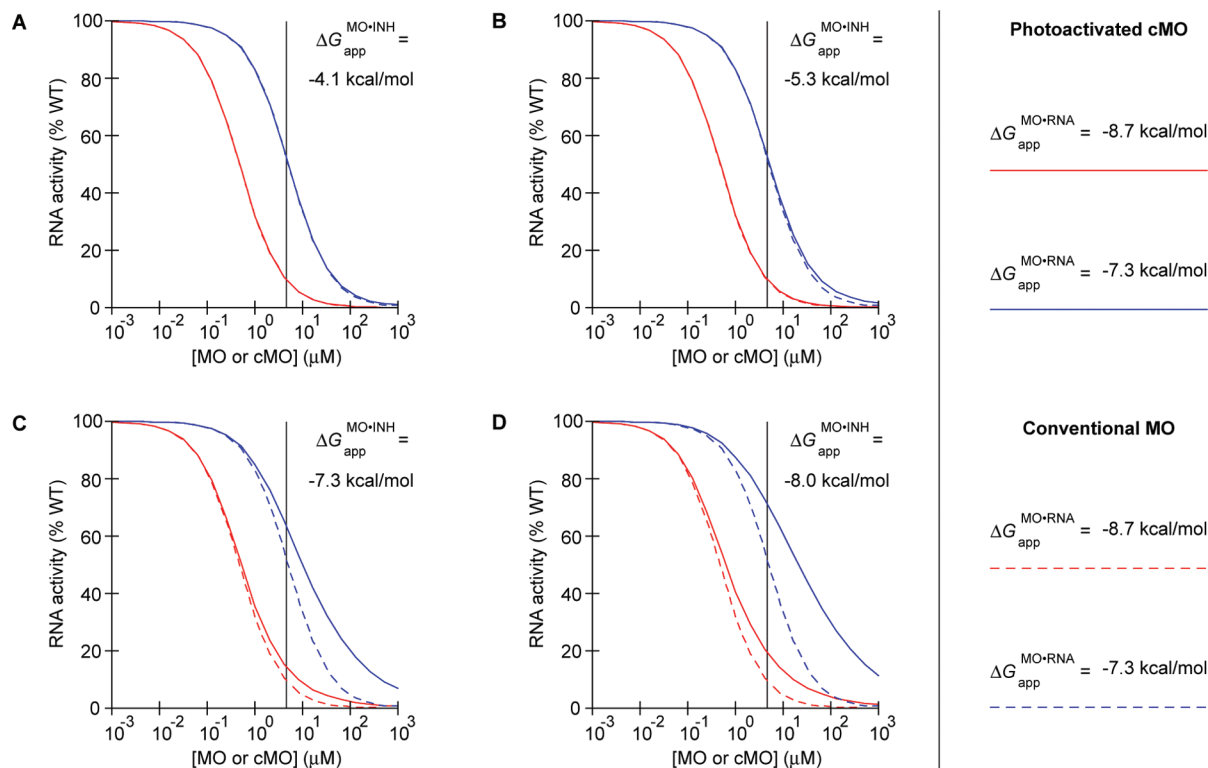 A
RNA activity (% WT)
100
80
60
40
20
0
ΔG_app^MO•INH =
-4.1 kcal/mol
10^-3 10^-2 10^-1 10^0 10^1 10^2 10^3
[MO or cMO] (μM)
B
RNA activity (% WT)
100
80
60
40
20
0
ΔG_app^MO•INH =
-5.3 kcal/mol
10^-3 10^-2 10^-1 10^0 10^1 10^2 10^3
[MO or cMO] (μM)
Photoactivated cMO
ΔG_app^MO•RNA = -8.7 kcal/mol
ΔG_app^MO•RNA = -7.3 kcal/mol
C
RNA activity (% WT)
100
80
60
40
20
0
ΔG_app^MO•INH =
-7.3 kcal/mol
10^-3 10^-2 10^-1 10^0 10^1 10^2 10^3
[MO or cMO] (μM)
D
RNA activity (% WT)
100
80
60
40
20
0
ΔG_app^MO•INH =
-8.0 kcal/mol
10^-3 10^-2 10^-1 10^0 10^1 10^2 10^3
[MO or cMO] (μM)
Conventional MO
ΔG_app^MO•RNA = -8.7 kcal/mol
ΔG_app^MO•RNA = -7.3 kcal/mol